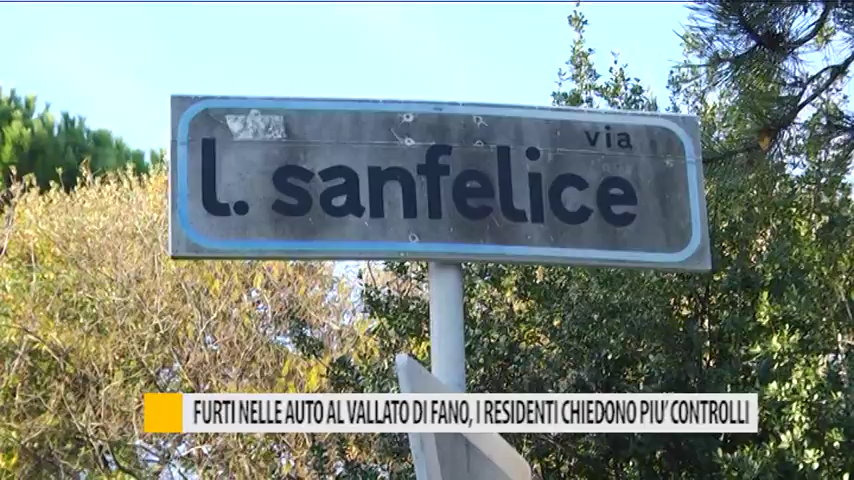 via
l. sanfelice
FURTI NELLE AUTO AL VALLATO DI FANO, I RESIDENTI CHIEDONO PIU' CONTROLLI